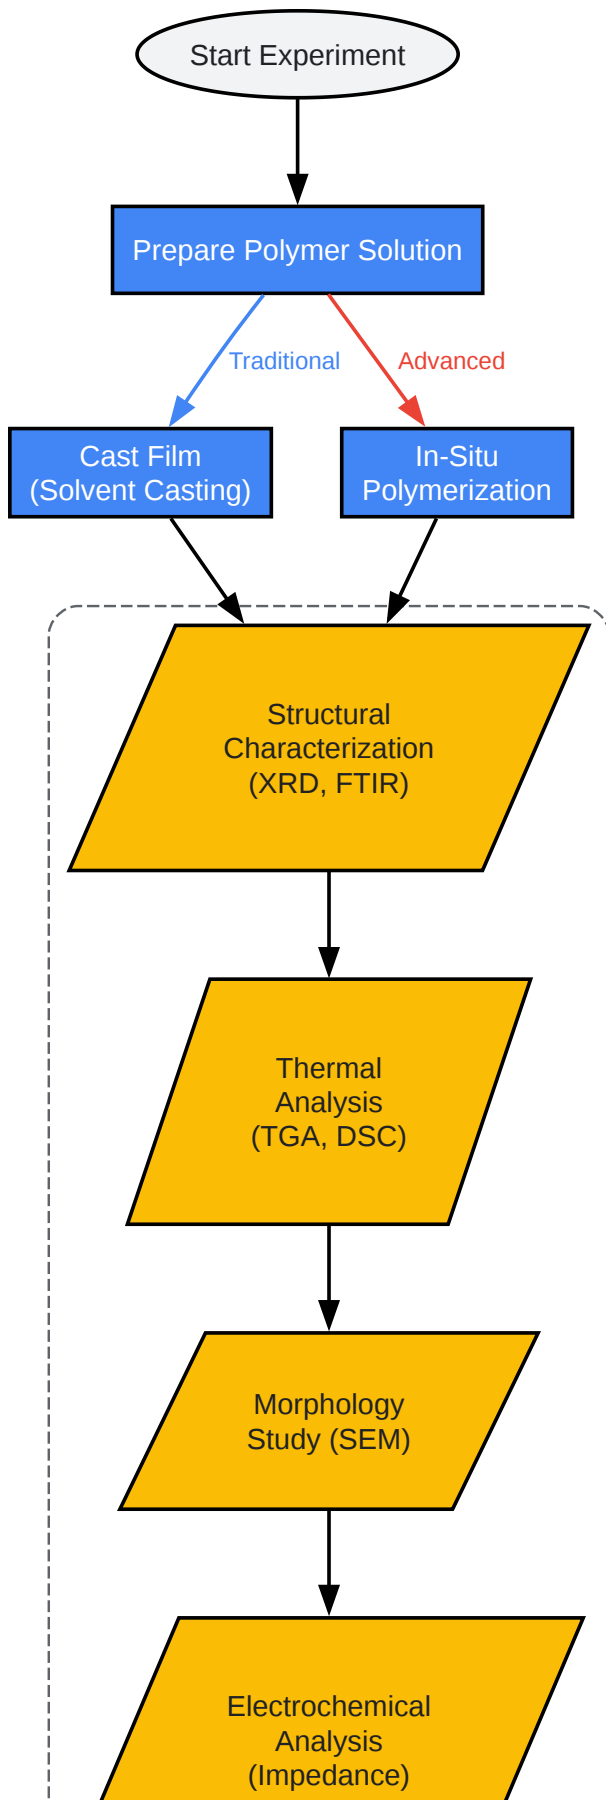 Start Experiment
Prepare Polymer Solution
Traditional
Advanced
Cast Film
(Solvent Casting)
In-Situ
Polymerization
Structural
Characterization
(XRD, FTIR)
Thermal
Analysis
(TGA, DSC)
Morphology
Study (SEM)
Electrochemical
Analysis
(Impedance)